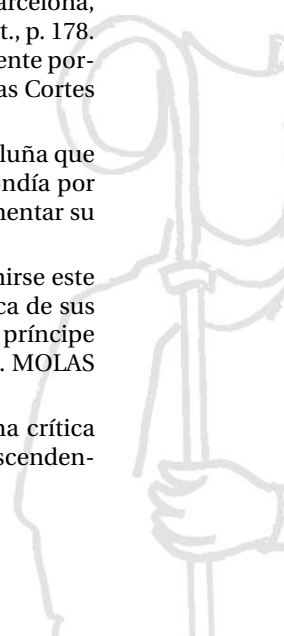 arcelona,
t., p. 178.
ente por-
as Cortes
luña que
ondía por
nentar su
nirse este
ca de sus
príncipe
. MOLAS
na crítica
scenden-